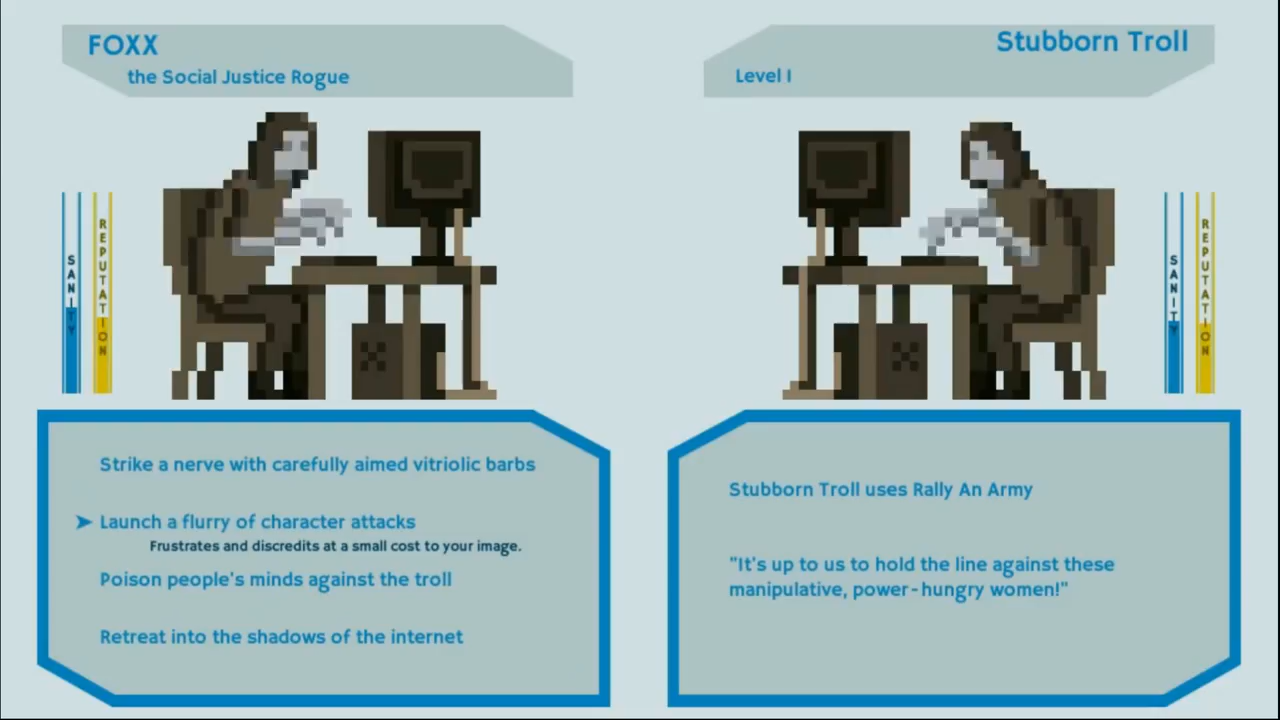 FOXX
the Social Justice Rogue
Stubborn Troll
Level 1
SANITY
REPUTATION
SANITY
REPUTATION
Strike a nerve with carefully aimed vitriolic barbs
Launch a flurry of character attacks
Frustrates and discredits at a small cost to your image.
Poison people's minds against the troll
Retreat into the shadows of the internet
Stubborn Troll uses Rally An Army
"It's up to us to hold the line against these
manipulative, power-hungry women!"